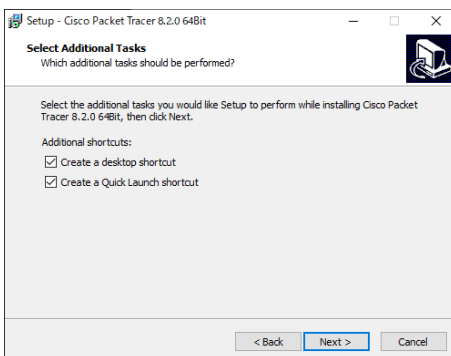 Setup - Cisco Packet Tracer 8.2.0 64Bit
Select Additional Tasks
Which additional tasks should be performed?
Select the additional tasks you would like Setup to perform while installing Cisco Packet
Tracer 8.2.0 64Bit, then click Next.
Additional shortcuts:
Create a desktop shortcut
Create a Quick Launch shortcut
< Back
Next >
Cancel